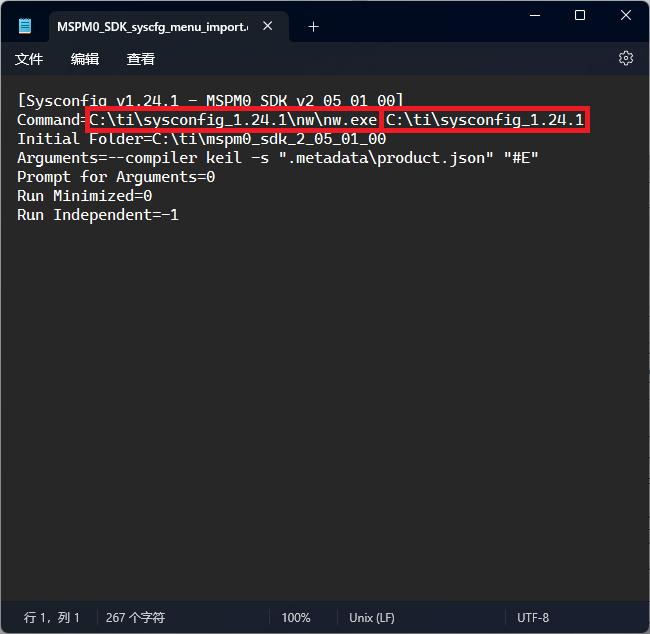 MSPM0_SDK_syscfg_menu_import.
文件 编辑 查看
[Sysconfig v1.24.1 - MSPM0 SDK v2_05_01_00]
Command=C:\ti\sysconfig_1.24.1\nw\nw.exe C:\ti\sysconfig_1.24.1
Initial Folder=C:\ti\mspm0_sdk_2_05_01_00
Arguments=--compiler keil -s ".metadata\product.json" "#E"
Prompt for Arguments=0
Run Minimized=0
Run Independent=-1
行 1，列 1 267 个字符 100% Unix (LF) UTF-8